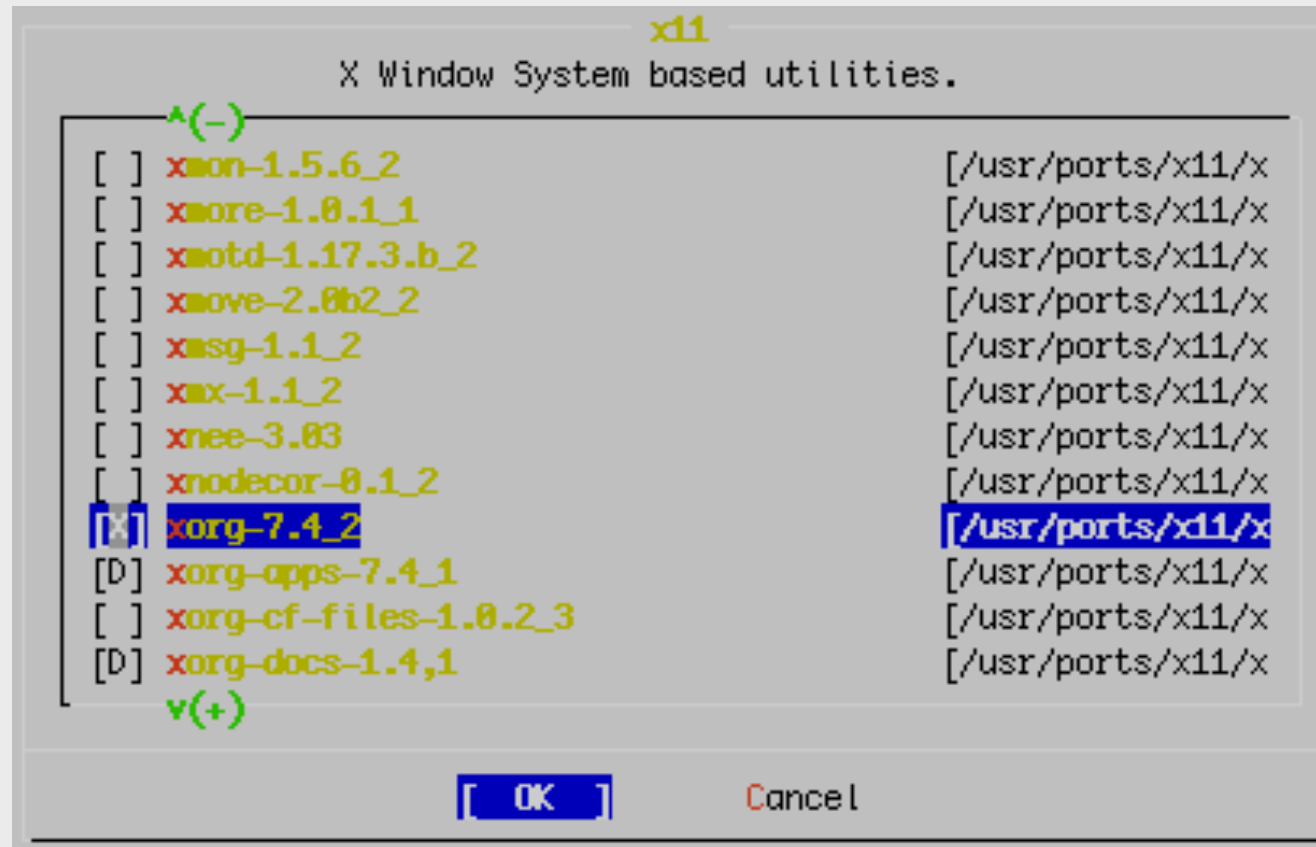 x11
X Window System based utilities.
^(-)
[ ] xmon-1.5.6_2 [/usr/ports/x11/x
[ ] xmore-1.0.1_1 [/usr/ports/x11/x
[ ] xmotd-1.17.3.b_2 [/usr/ports/x11/x
[ ] xmove-2.0b2_2 [/usr/ports/x11/x
[ ] xmsg-1.1_2 [/usr/ports/x11/x
[ ] xmx-1.1_2 [/usr/ports/x11/x
[ ] xnee-3.03 [/usr/ports/x11/x
[ ] xnodecor-0.1_2 [/usr/ports/x11/x
[X] xorg-7.4_2 [/usr/ports/x11/x
[D] xorg-apps-7.4_1 [/usr/ports/x11/x
[ ] xorg-cf-files-1.0.2_3 [/usr/ports/x11/x
[D] xorg-docs-1.4,1 [/usr/ports/x11/x
v(+)
[ OK ] Cancel